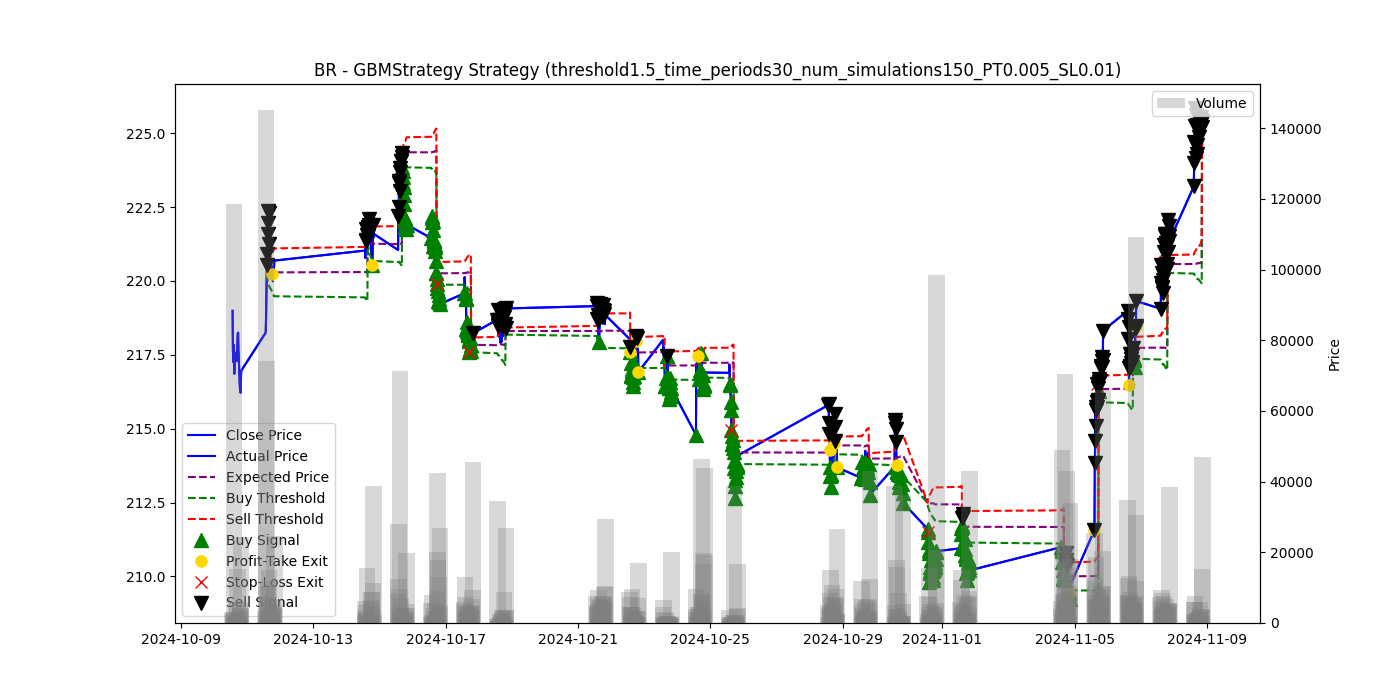 BR - GBMStrategy Strategy (threshold1.5_time_periods30_num_simulations150_PT0.005_SL0.01)
Volume
225.0
222.5
220.0
217.5
215.0
212.5
210.0
140000
120000
100000
80000
60000
40000
20000
0
Price
Close Price
Actual Price
Expected Price
Buy Threshold
Sell Threshold
Buy Signal
Profit-Take Exit
Stop-Loss Exit
Sell Signal
2024-10-09
2024-10-13
2024-10-17
2024-10-21
2024-10-25
2024-10-29
2024-11-01
2024-11-05
2024-11-09